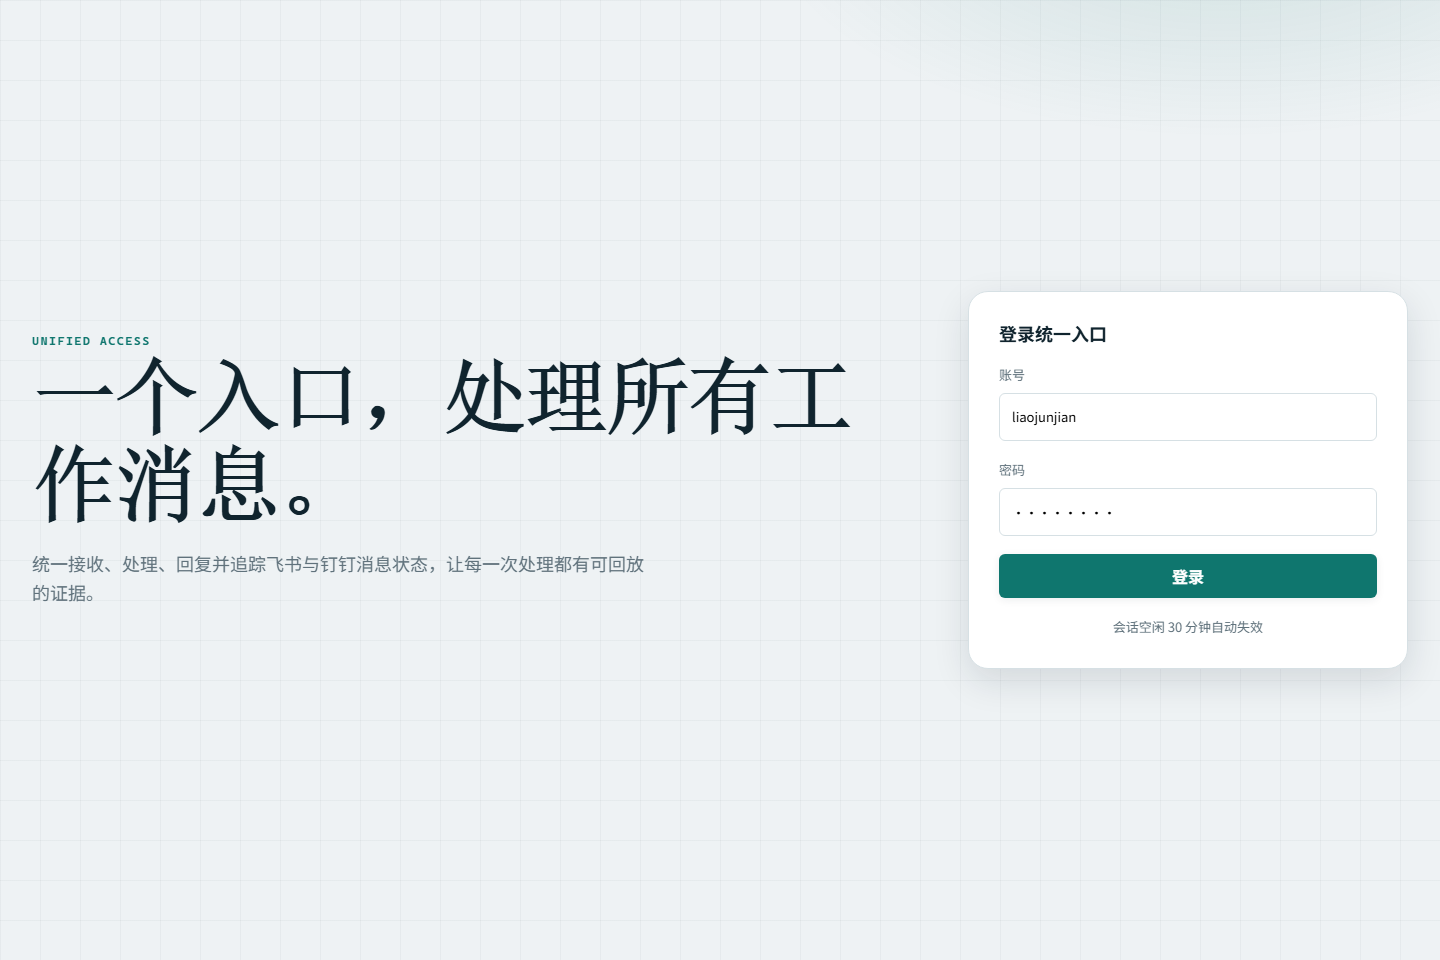 UNIFIED ACCESS
一个入口，处理所有工
作消息。
统一接收、处理、回复并追踪飞书与钉钉消息状态，让每一次处理都有可回放
的证据。
登录统一入口
账号
liaojunjian
密码
••••••••
登录
会话空闲 30 分钟自动失效